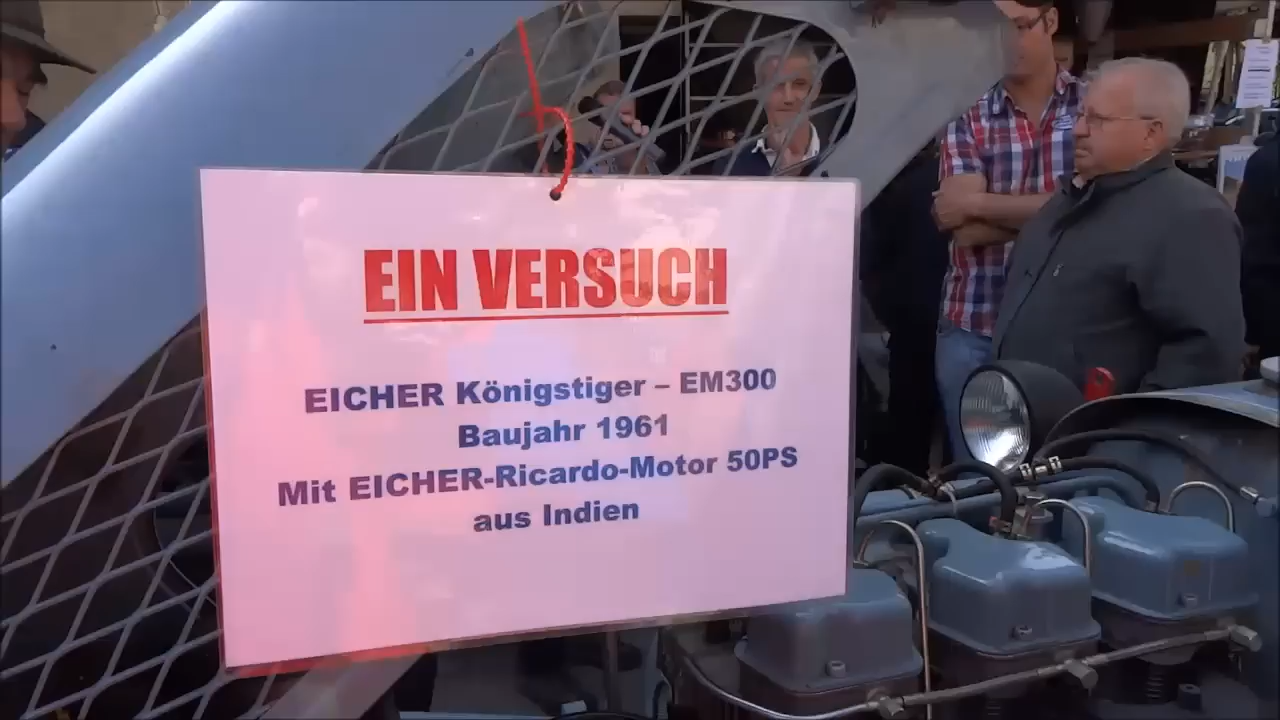 EIN VERSUCH
EICHER Königstiger – EM300
Baujahr 1961
Mit EICHER-Ricardo-Motor 50PS
aus Indien